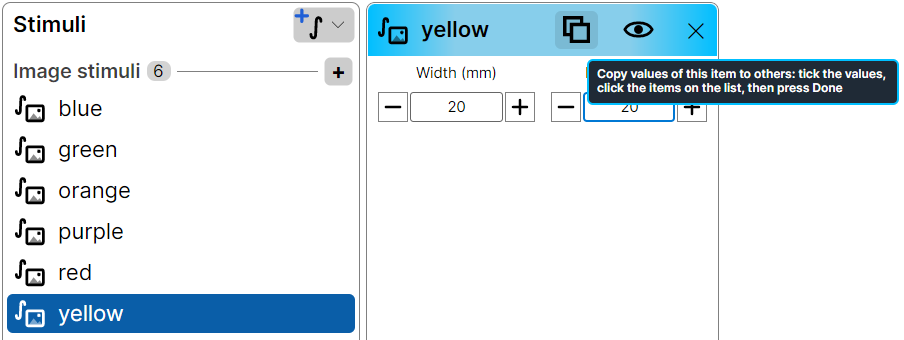 Stimuli
Image stimuli 6
blue
green
orange
purple
red
yellow
yellow
Width (mm)
Copy values of this item to others: tick the values,
click the items on the list, then press Done
20
20